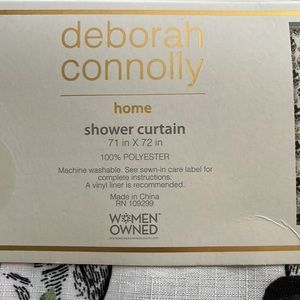 deborah
connolly
home
shower curtain
71 in X 72 in
100% POLYESTER
Machine washable. See sewn-in care label for
complete instructions.
A vinyl liner is recommended.
Made in China
RN 109299
WOMEN
OWNED